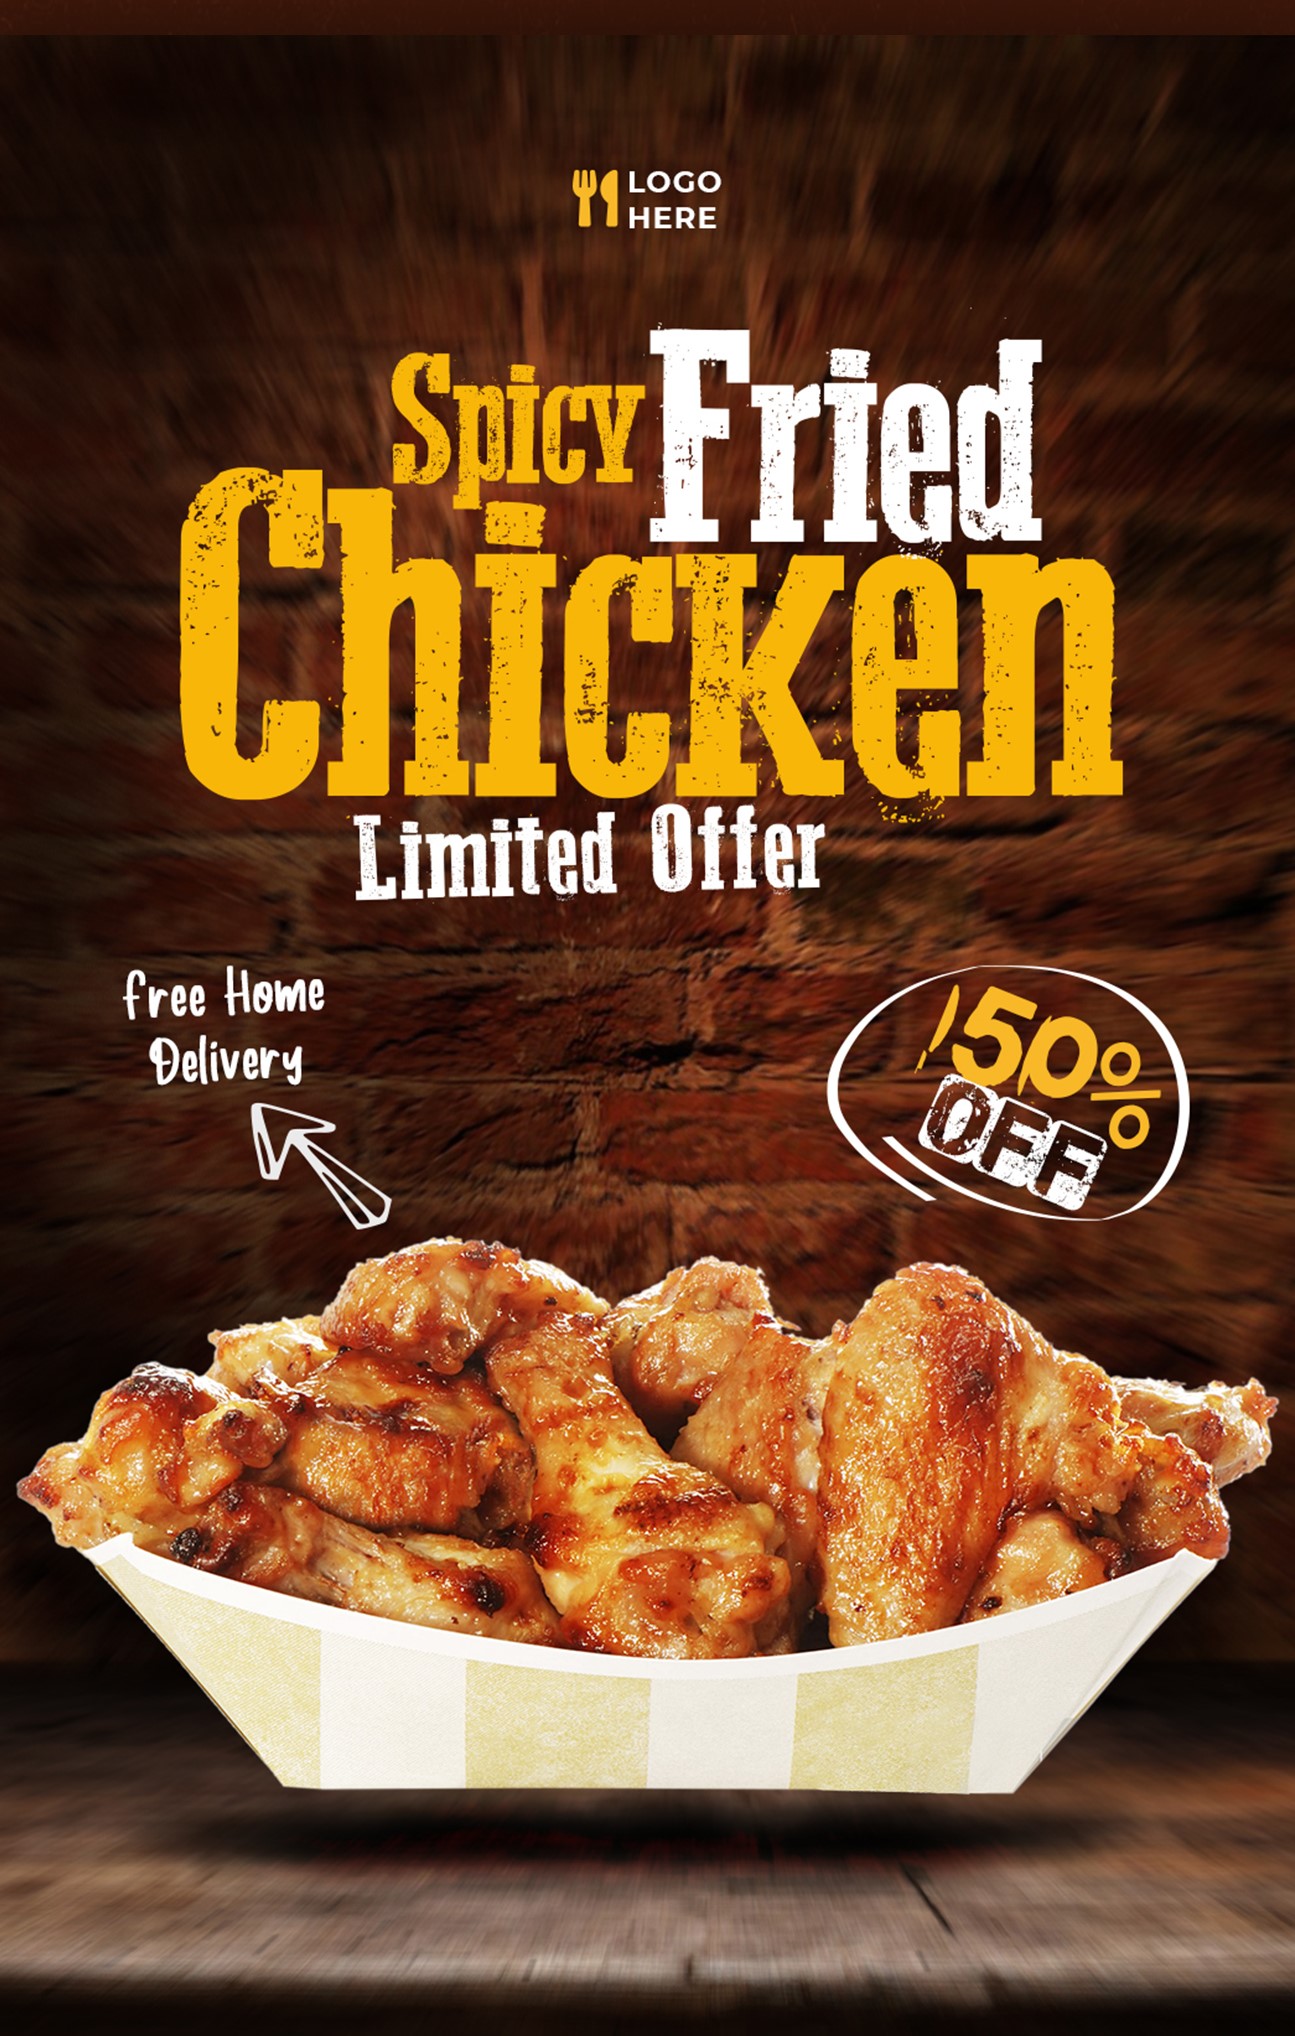 LOGO
HERE
Spicy Fried
Chicken
Limited Offer
free Home
Delivery
50%
OFF